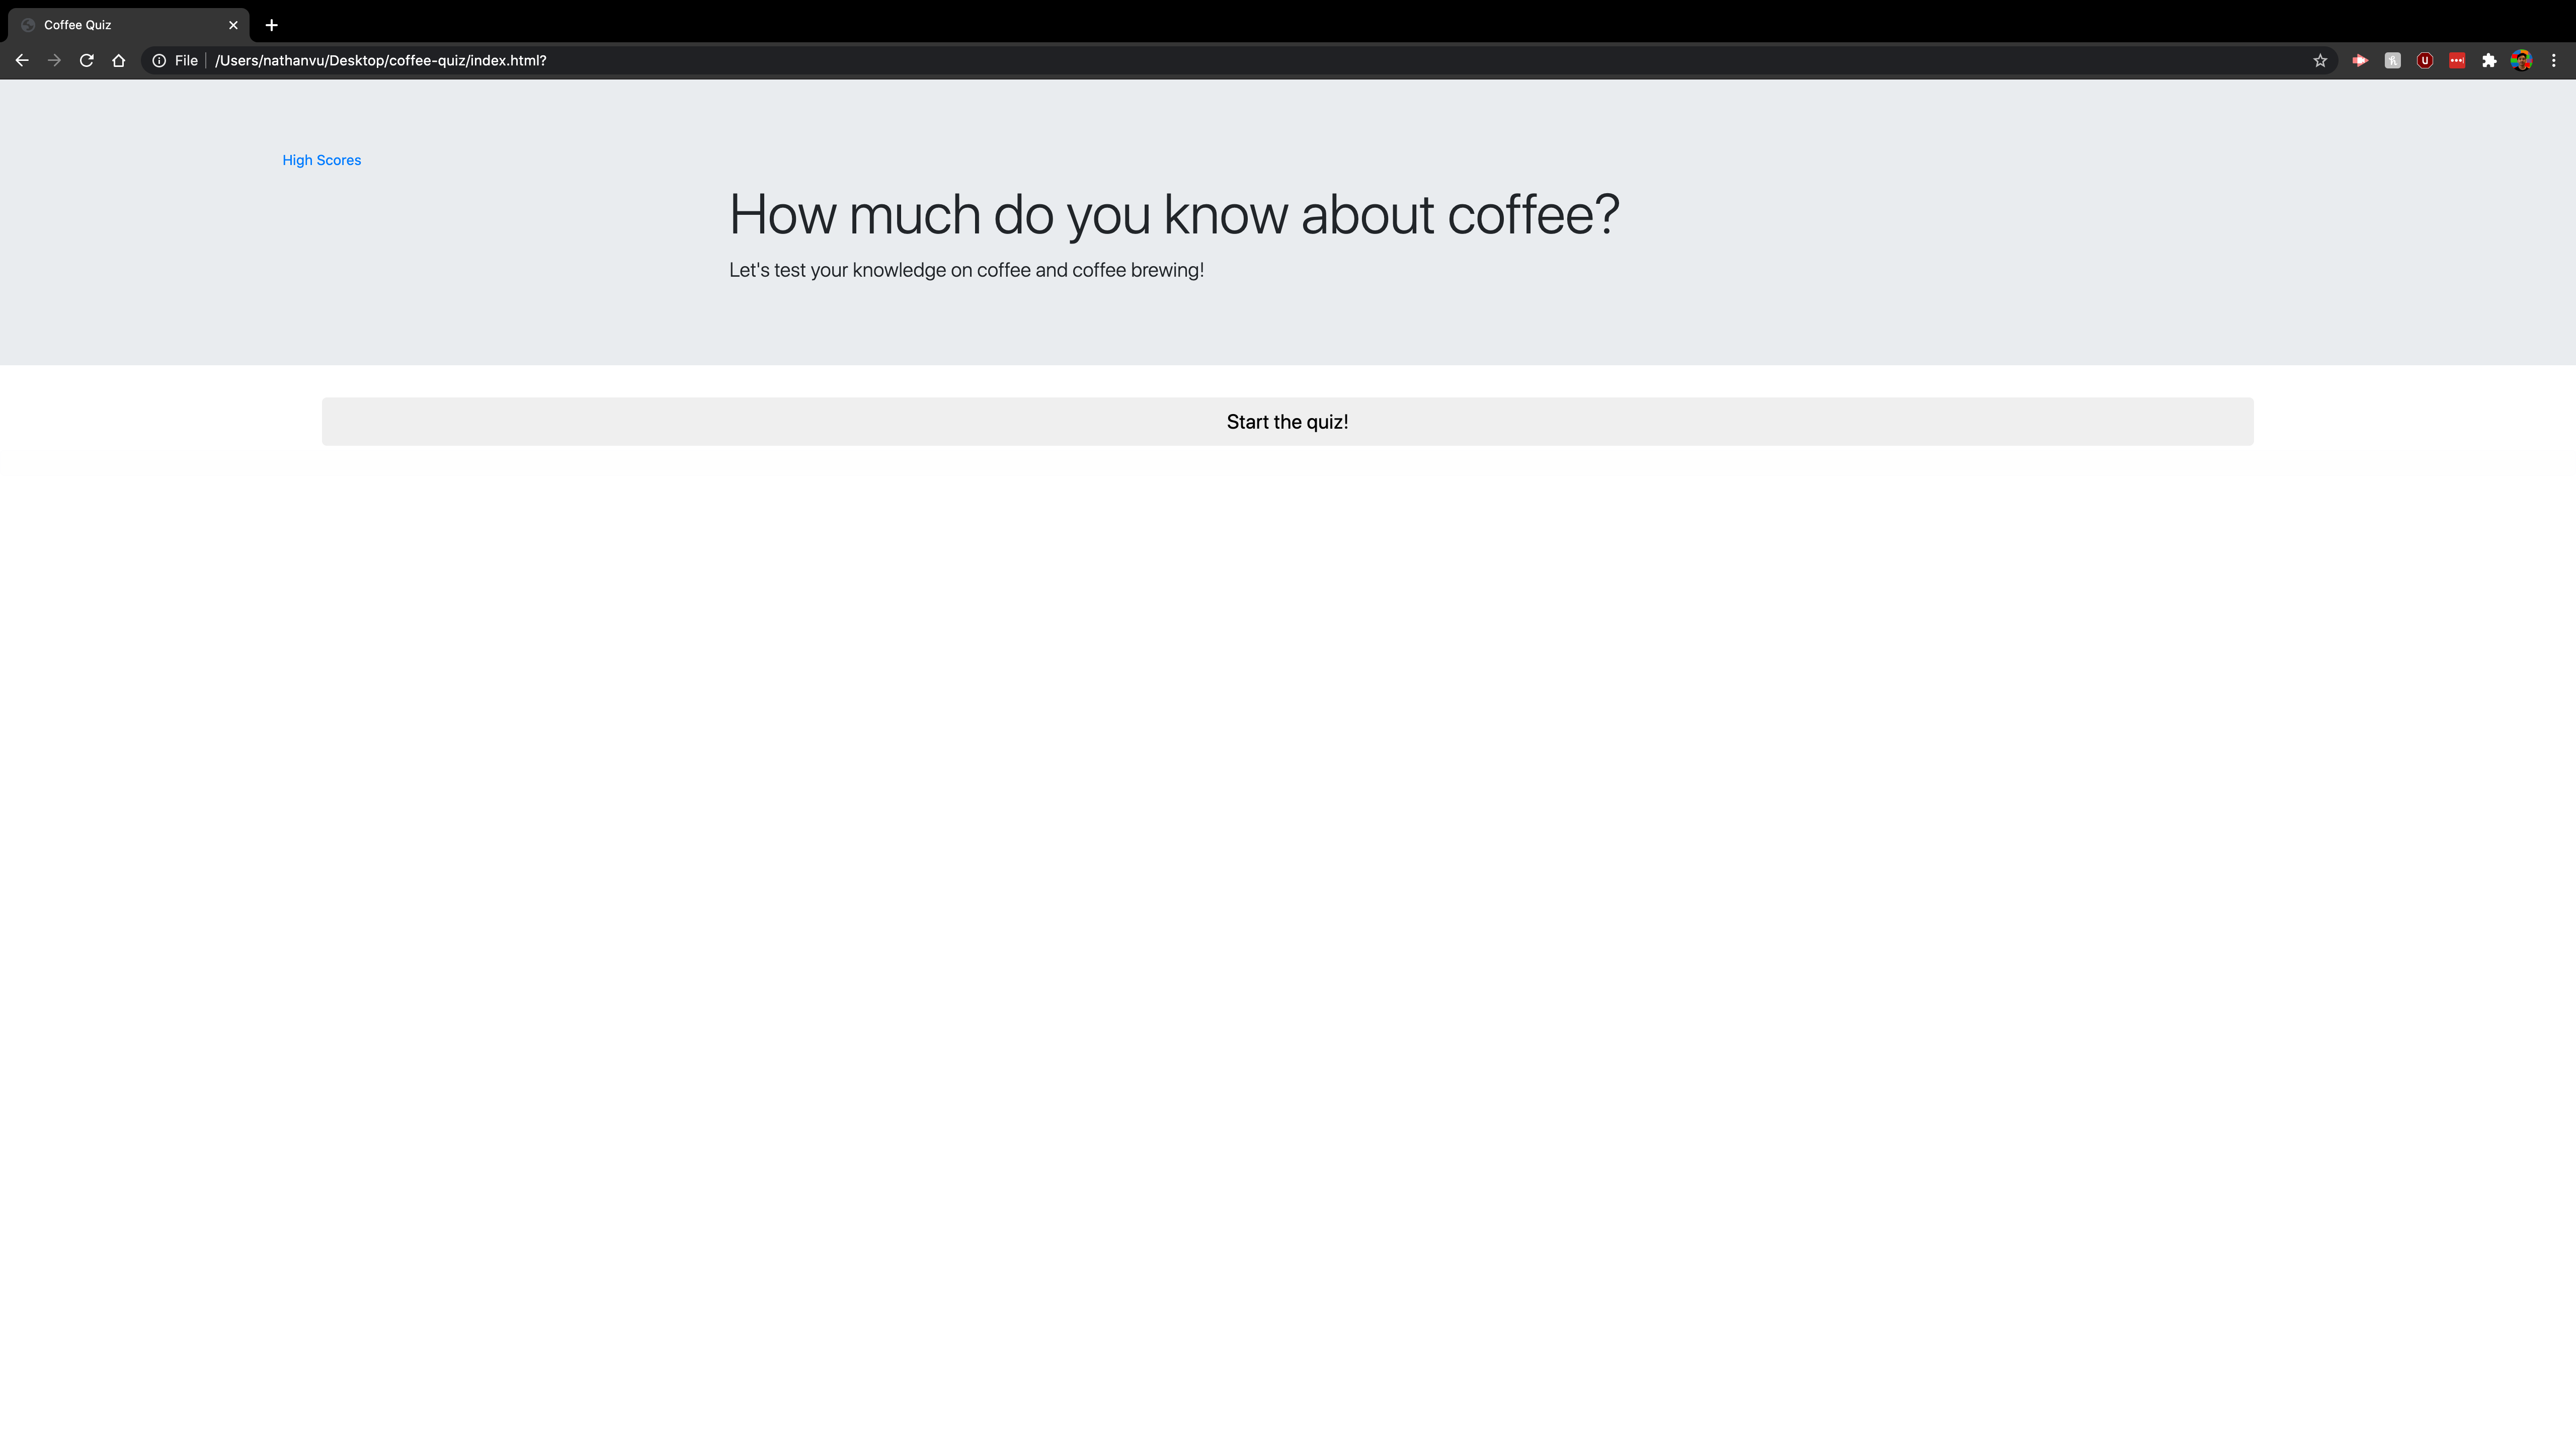 Coffee Quiz
File /Users/nathanvu/Desktop/coffee-quiz/index.html?
High Scores
How much do you know about coffee?
Let's test your knowledge on coffee and coffee brewing!
Start the quiz!